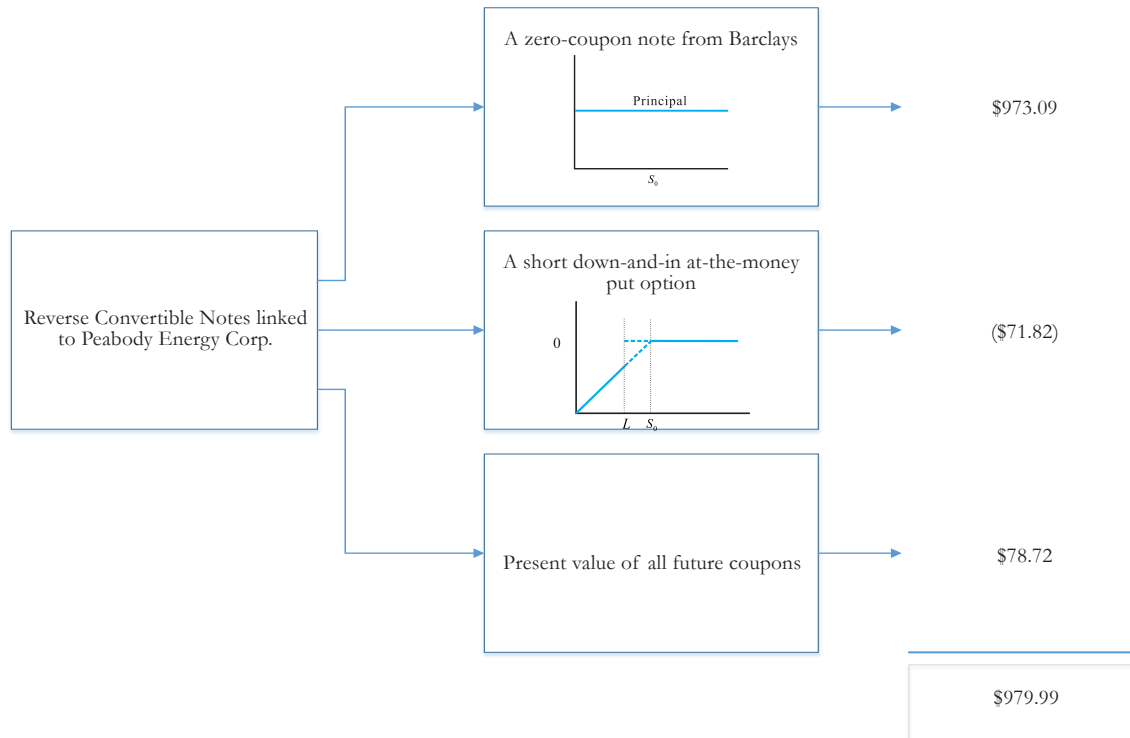 A zero-coupon note from Barclays
Principal
S₀
$973.09
Reverse Convertible Notes linked
to Peabody Energy Corp.
A short down-and-in at-the-money
put option
0
L S₀
($71.82)
Present value of all future coupons
$78.72
$979.99